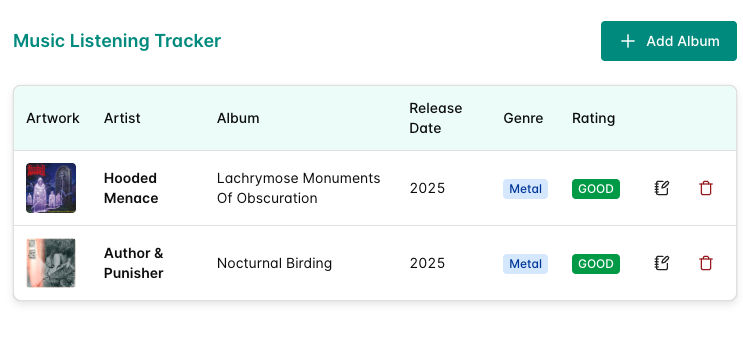 Music Listening Tracker
Add Album
Artwork Artist Album Release Date Genre Rating
Hooded Menace
Lachrymose Monuments
Of Obscuration
2025
Metal
GOOD
Author &
Punisher
Nocturnal Birding
2025
Metal
GOOD